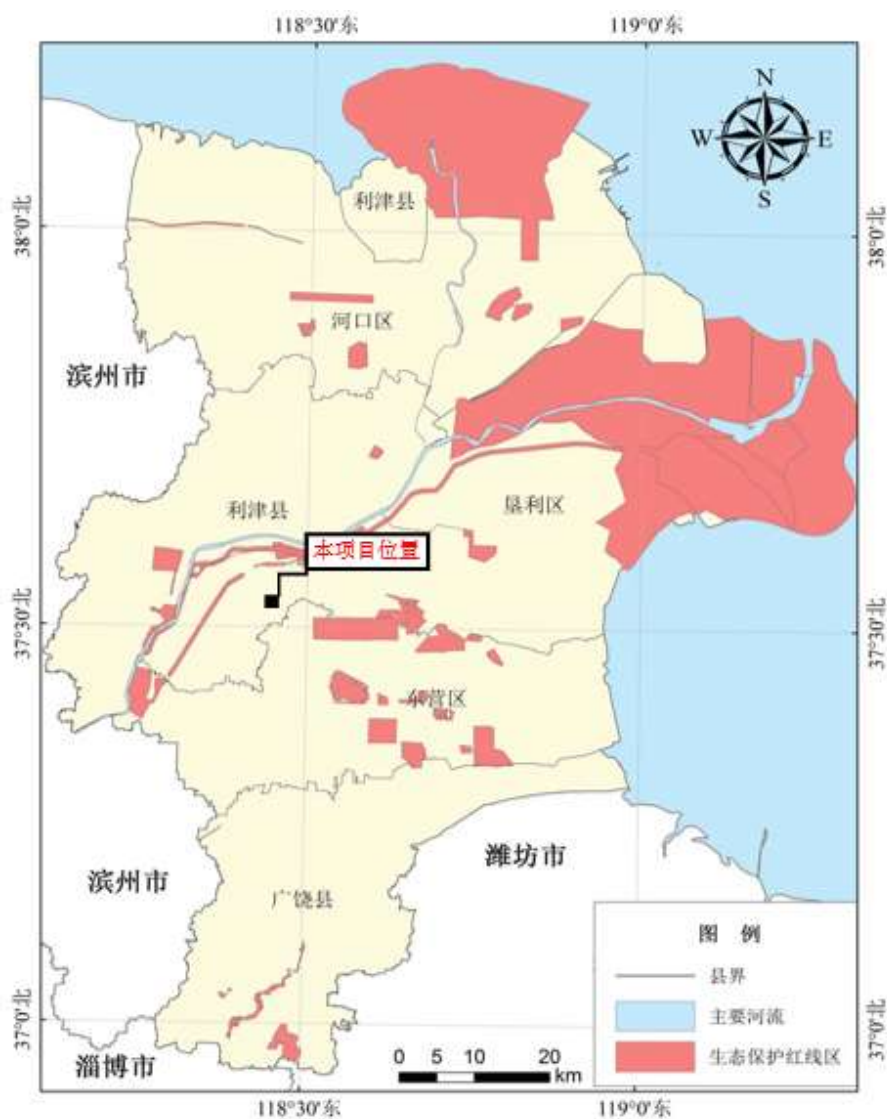 118°30'东
119°0'东
N
W
E
S
利津县
38°0'北
38°0'北
河口区
滨州市
利津县
垦利区
本项目位置
37°30'北
37°30'北
东营区
潍坊市
滨州市
广饶县
图 例
县界
主要河流
生态保护红线区
37°0'北
37°0'北
淄博市
0 5 10 20
km
118°30'东
119°0'东